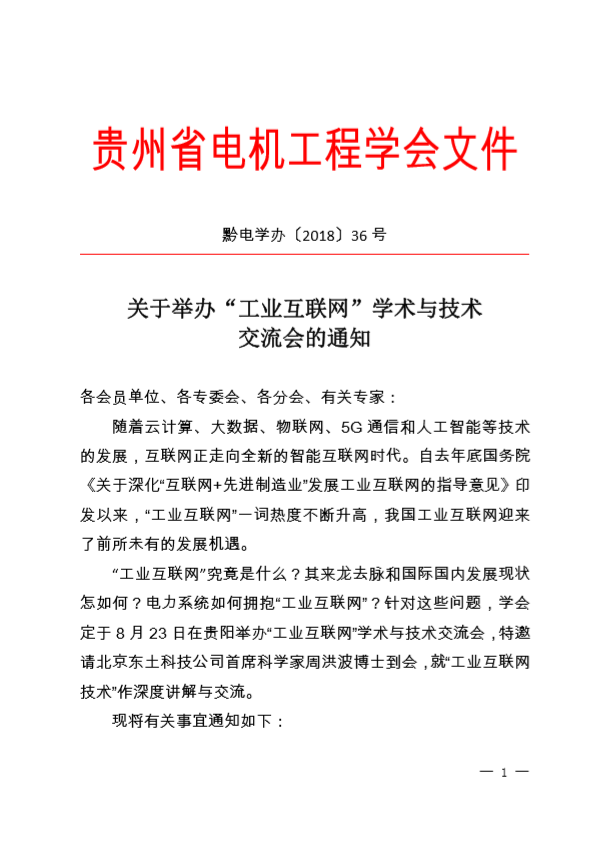 贵州省电机工程学会文件
黔电学办〔2018〕36 号
关于举办“工业互联网”学术与技术
交流会的通知
各会员单位、各专委会、各分会、有关专家：
随着云计算、大数据、物联网、5G 通信和人工智能等技术
的发展，互联网正走向全新的智能互联网时代。自去年底国务院
《关于深化“互联网+先进制造业”发展工业互联网的指导意见》印
发以来，“工业互联网”一词热度不断升高，我国工业互联网迎来
了前所未有的发展机遇。
“工业互联网”究竟是什么？其来龙去脉和国际国内发展现状
怎如何？电力系统如何拥抱“工业互联网”？针对这些问题，学会
定于 8 月 23 日在贵阳举办“工业互联网”学术与技术交流会，特邀
请北京东土科技公司首席科学家周洪波博士到会，就“工业互联网
技术”作深度讲解与交流。
现将有关事宜通知如下：
— 1 —